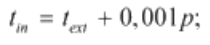 t_in = t_ext + 0,001p;